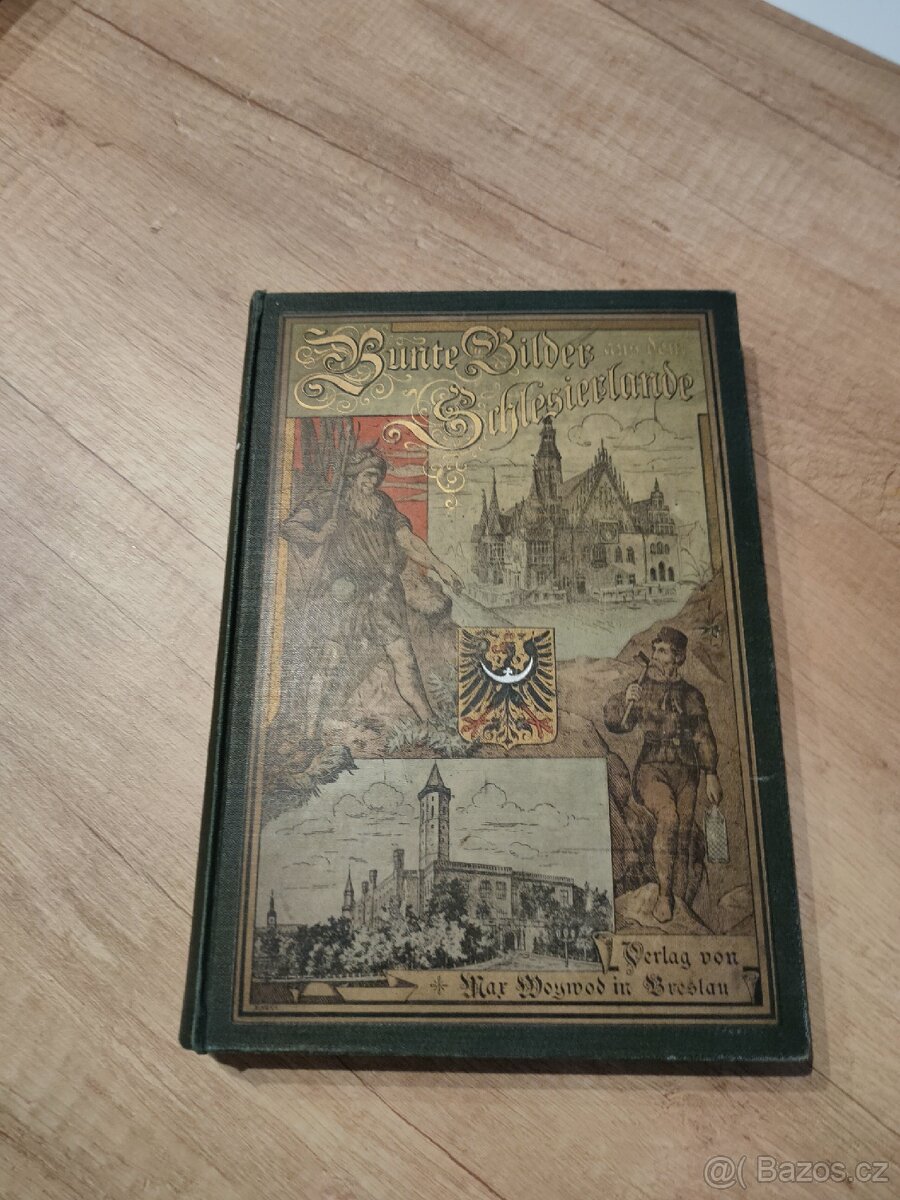 Bunte Bilder aus dem
Schlesierlande
Verlag von
Max Woywod in Breslau
@( Bazos.cz